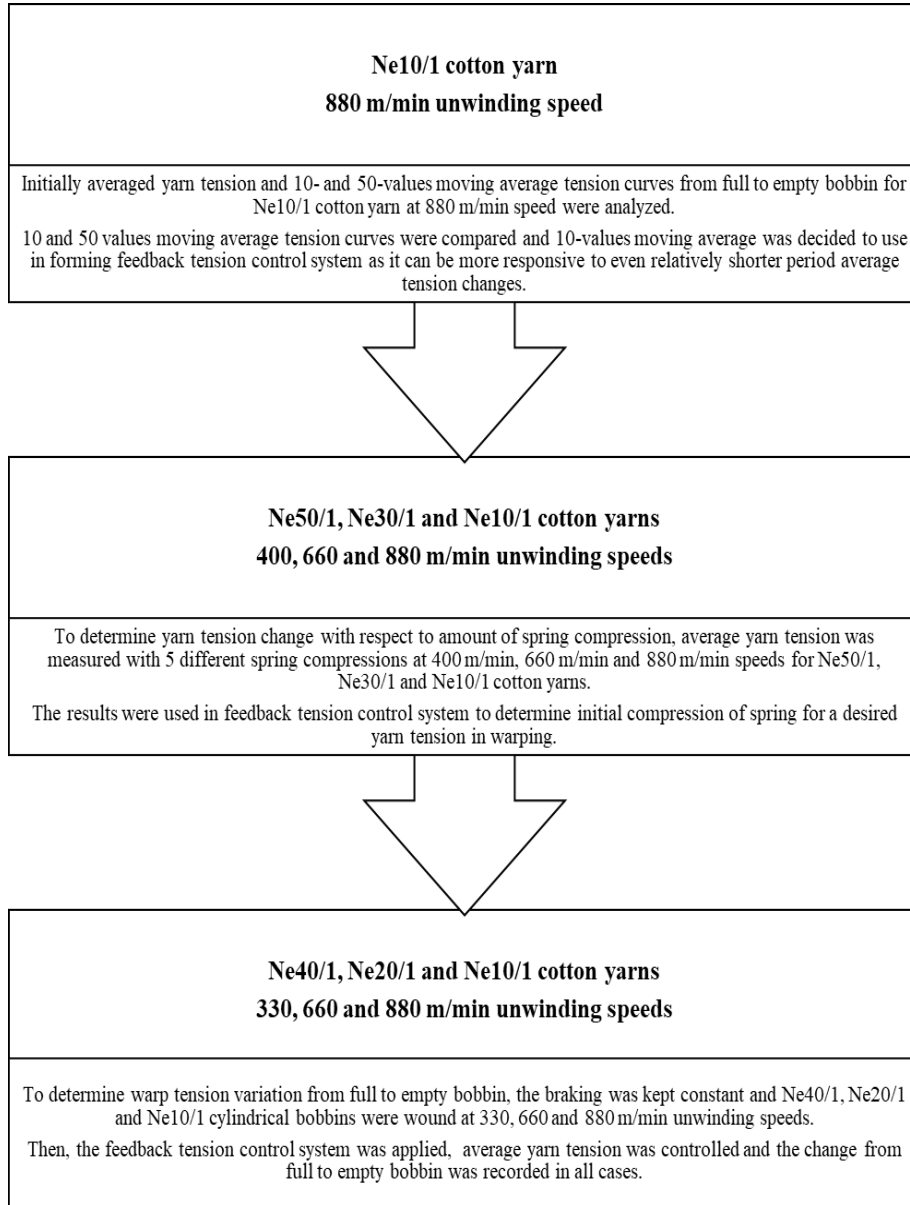 Ne10/1 cotton yarn
880 m/min unwinding speed
Initially averaged yarn tension and 10- and 50-values moving average tension curves from full to empty bobbin for
Ne10/1 cotton yarn at 880 m/min speed were analyzed.
10 and 50 values moving average tension curves were compared and 10-values moving average was decided to use
in forming feedback tension control system as it can be more responsive to even relatively shorter period average
tension changes.
Ne50/1, Ne30/1 and Ne10/1 cotton yarns
400, 660 and 880 m/min unwinding speeds
To determine yarn tension change with respect to amount of spring compression, average yarn tension was
measured with 5 different spring compressions at 400 m/min, 660 m/min and 880 m/min speeds for Ne50/1,
Ne30/1 and Ne10/1 cotton yarns.
The results were used in feedback tension control system to determine initial compression of spring for a desired
yarn tension in warping.
Ne40/1, Ne20/1 and Ne10/1 cotton yarns
330, 660 and 880 m/min unwinding speeds
To determine warp tension variation from full to empty bobbin, the braking was kept constant and Ne40/1, Ne20/1
and Ne10/1 cylindrical bobbins were wound at 330, 660 and 880 m/min unwinding speeds.
Then, the feedback tension control system was applied, average yarn tension was controlled and the change from
full to empty bobbin was recorded in all cases.